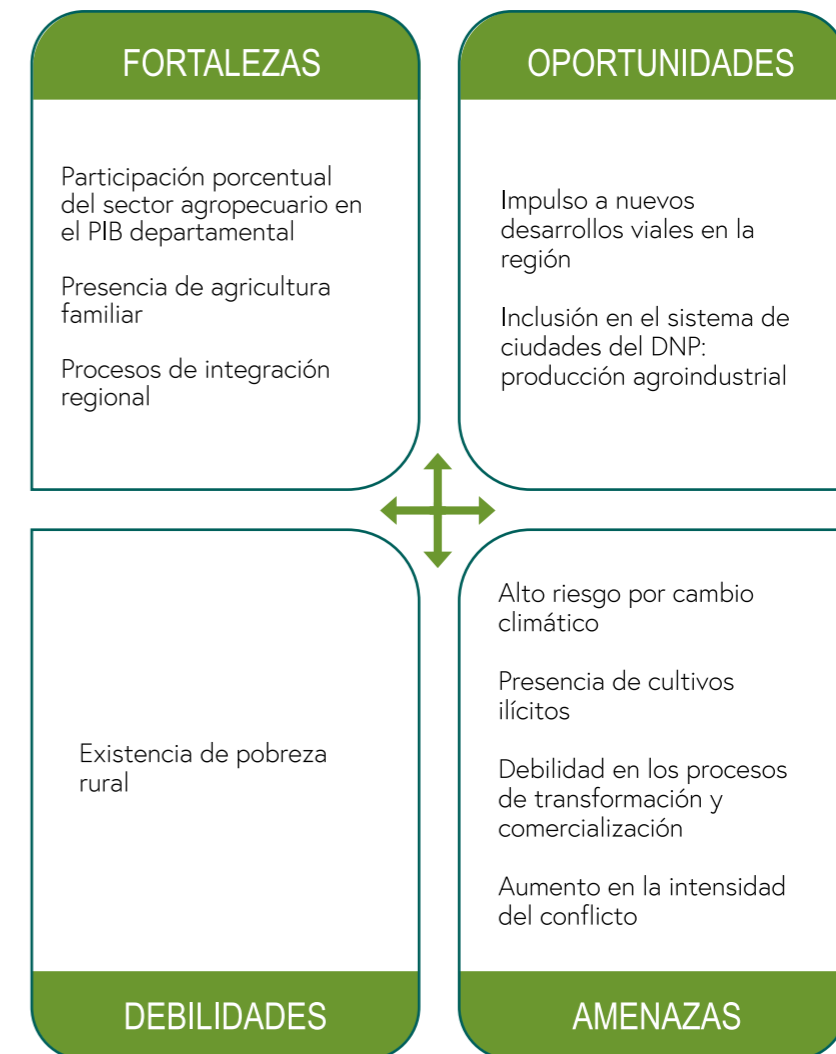 FORTALEZAS
Participación porcentual
del sector agropecuario en
el PIB departamental
Presencia de agricultura
familiar
Procesos de integración
regional
OPORTUNIDADES
Impulso a nuevos
desarrollos viales en la
región
Inclusión en el sistema de
ciudades del DNP:
producción agroindustrial
Existencia de pobreza
rural
DEBILIDADES
Alto riesgo por cambio
climático
Presencia de cultivos
ilícitos
Debilidad en los procesos
de transformación y
comercialización
Aumento en la intensidad
del conflicto
AMENAZAS